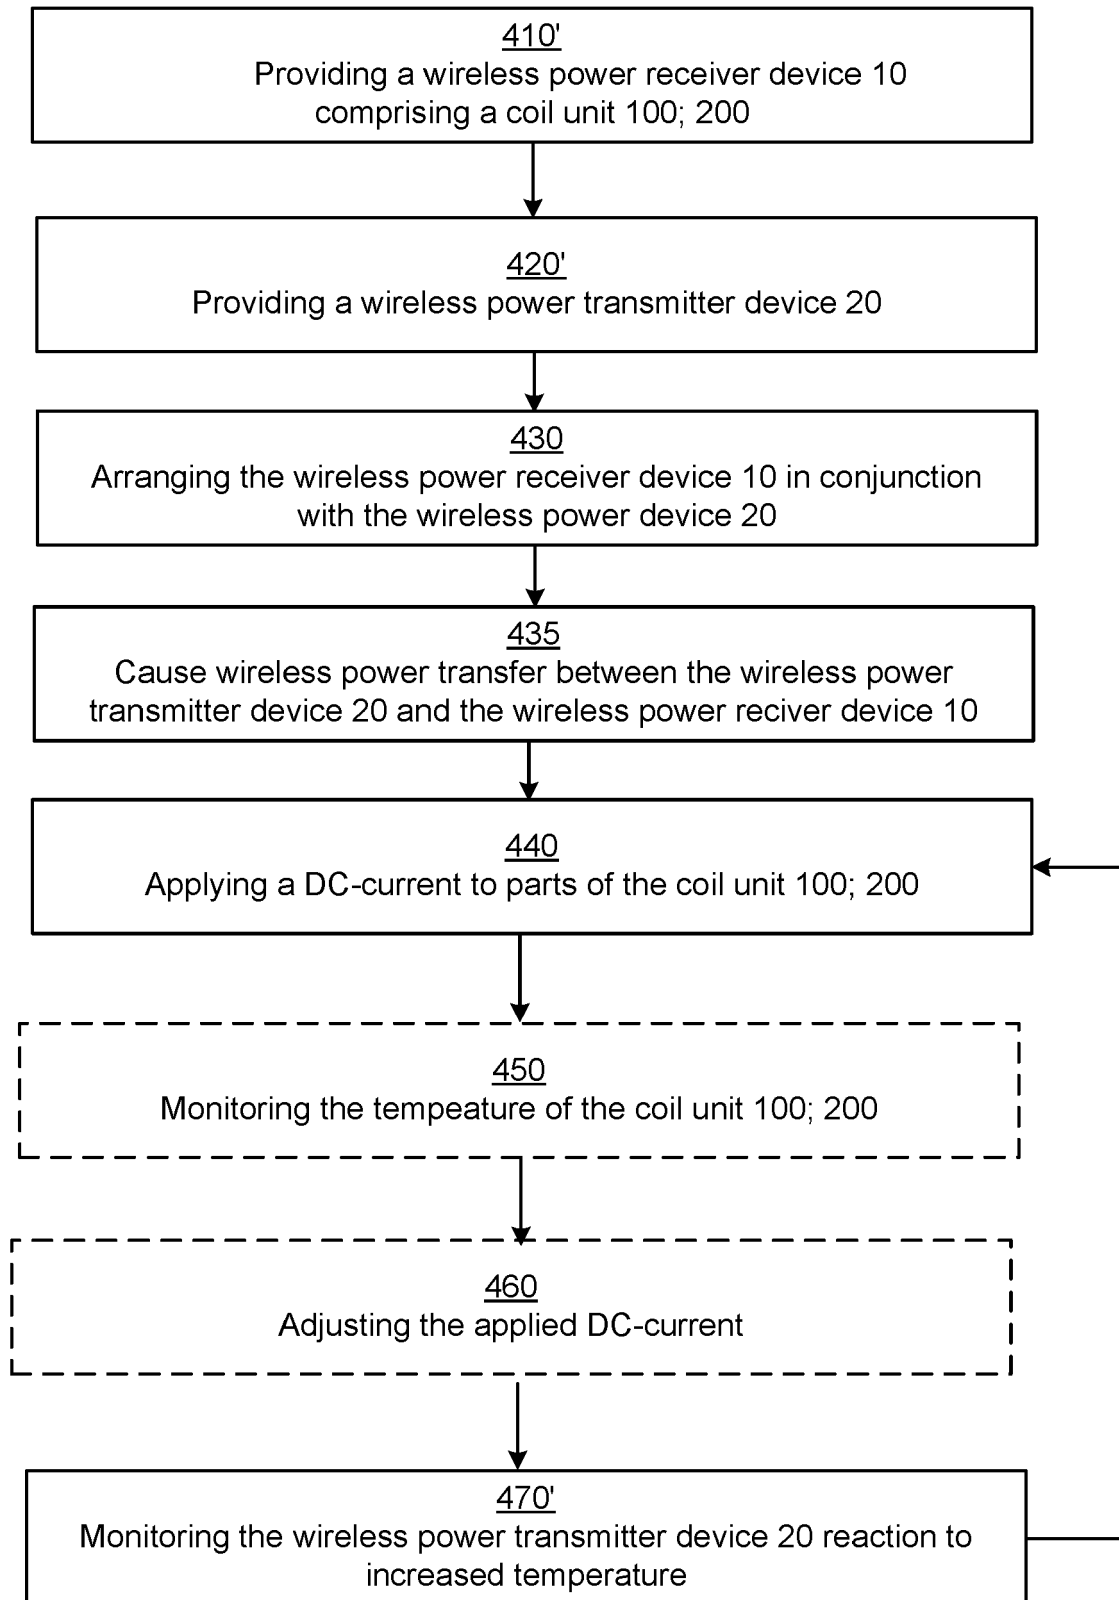 410'
Providing a wireless power receiver device 10
comprising a coil unit 100; 200
420'
Providing a wireless power transmitter device 20
430
Arranging the wireless power receiver device 10 in conjunction
with the wireless power device 20
435
Cause wireless power transfer between the wireless power
transmitter device 20 and the wireless power reciver device 10
440
Applying a DC-current to parts of the coil unit 100; 200
450
Monitoring the tempeature of the coil unit 100; 200
460
Adjusting the applied DC-current
470'
Monitoring the wireless power transmitter device 20 reaction to
increased temperature